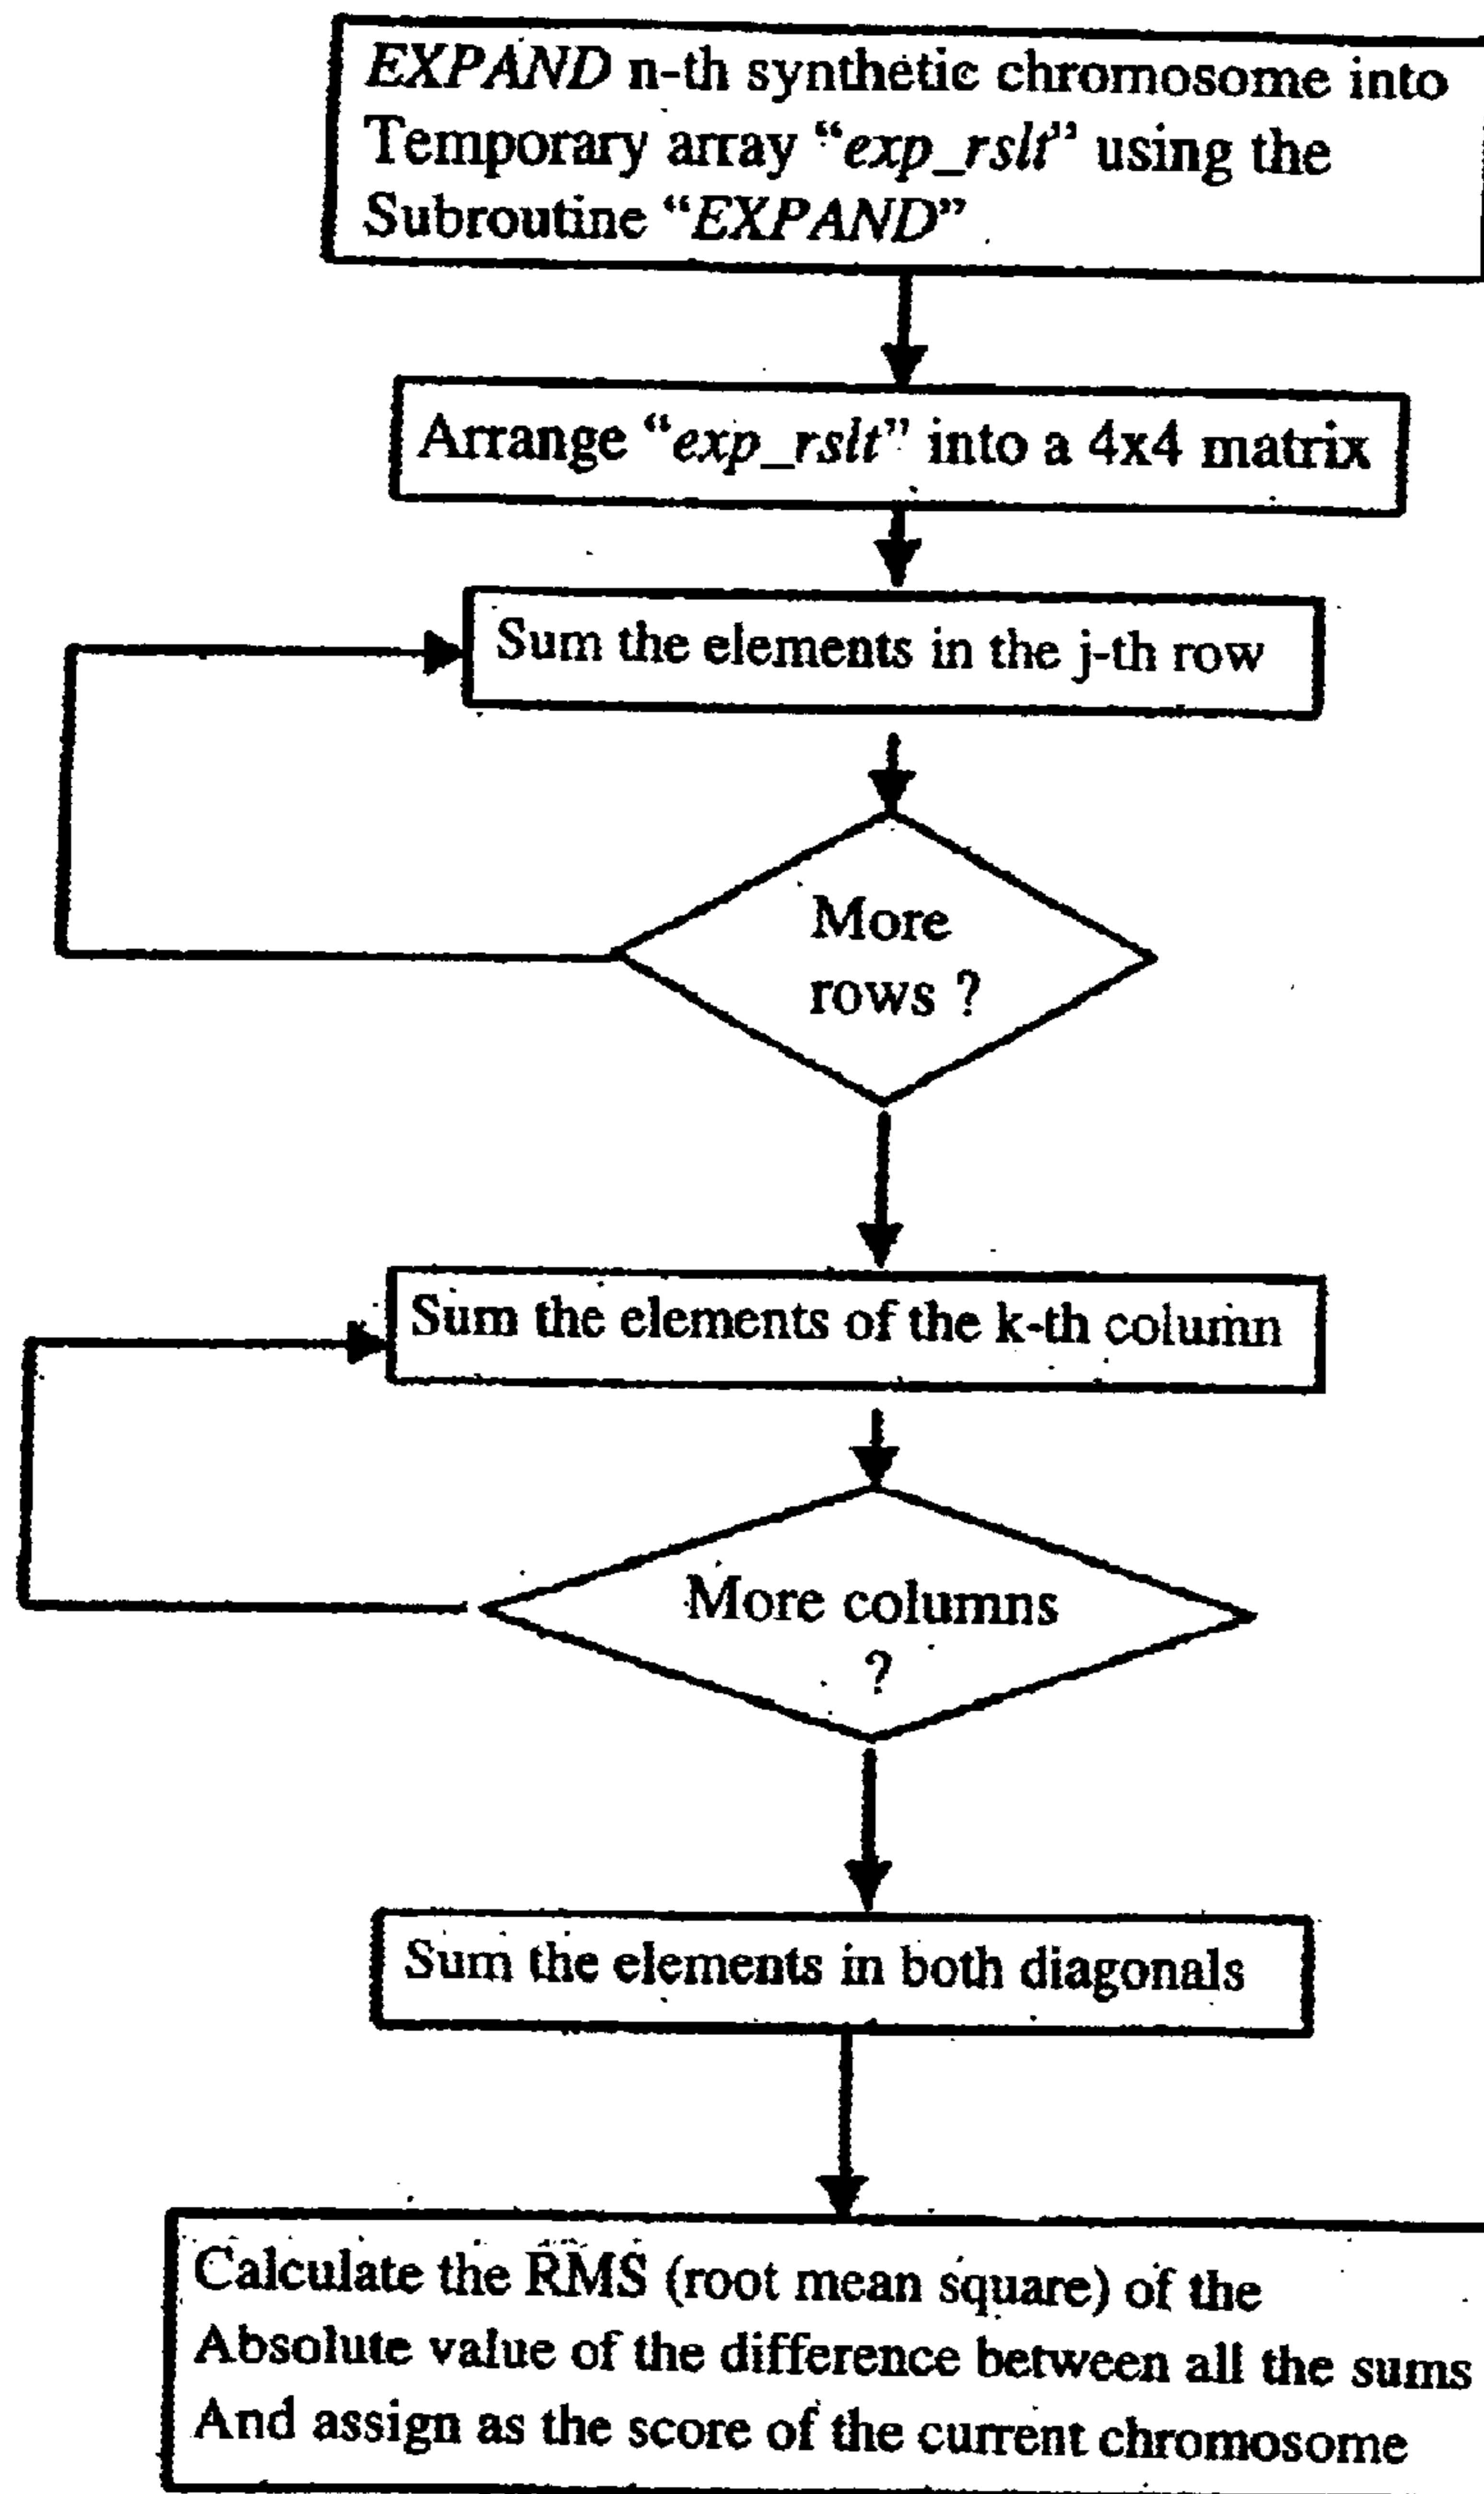 EXPAND n-th synthetic chromosome into
Temporary array “exp_rslt” using the
Subroutine “EXPAND”
Arrange “exp_rslt” into a 4x4 matrix
Sum the elements in the j-th row
More
rows ?
Sum the elements of the k-th column
More columns
?
Sum the elements in both diagonals
Calculate the RMS (root mean square) of the
Absolute value of the difference between all the sums
And assign as the score of the current chromosome